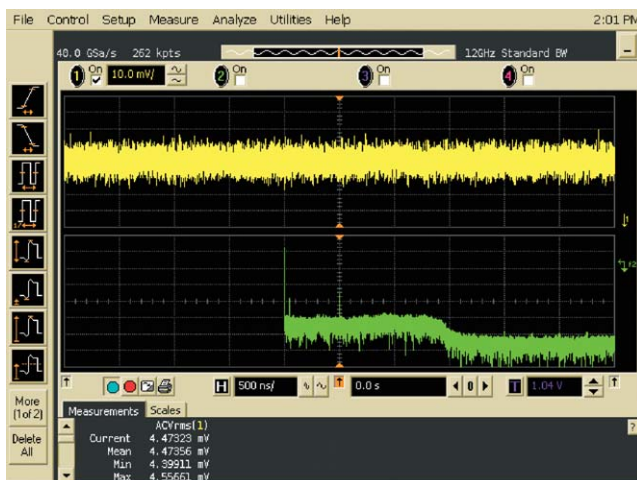 File Control Setup Measure Analyze Utilities Help 2:01 PM
40.0 GSa/s 262 kpts 12GHz Standard BW
1 On 10.0 mV/ 2 On 3 On 4 On
f2
H 500 ns/ 0.0 s 0 T 1.04 V
More
(1 of 2)
Delete
All
Measurements Scales
ACVrms(1)
Current 4.47323 mV
Mean 4.47356 mV
Min 4.39911 mV
Max 4.55661 mV
?